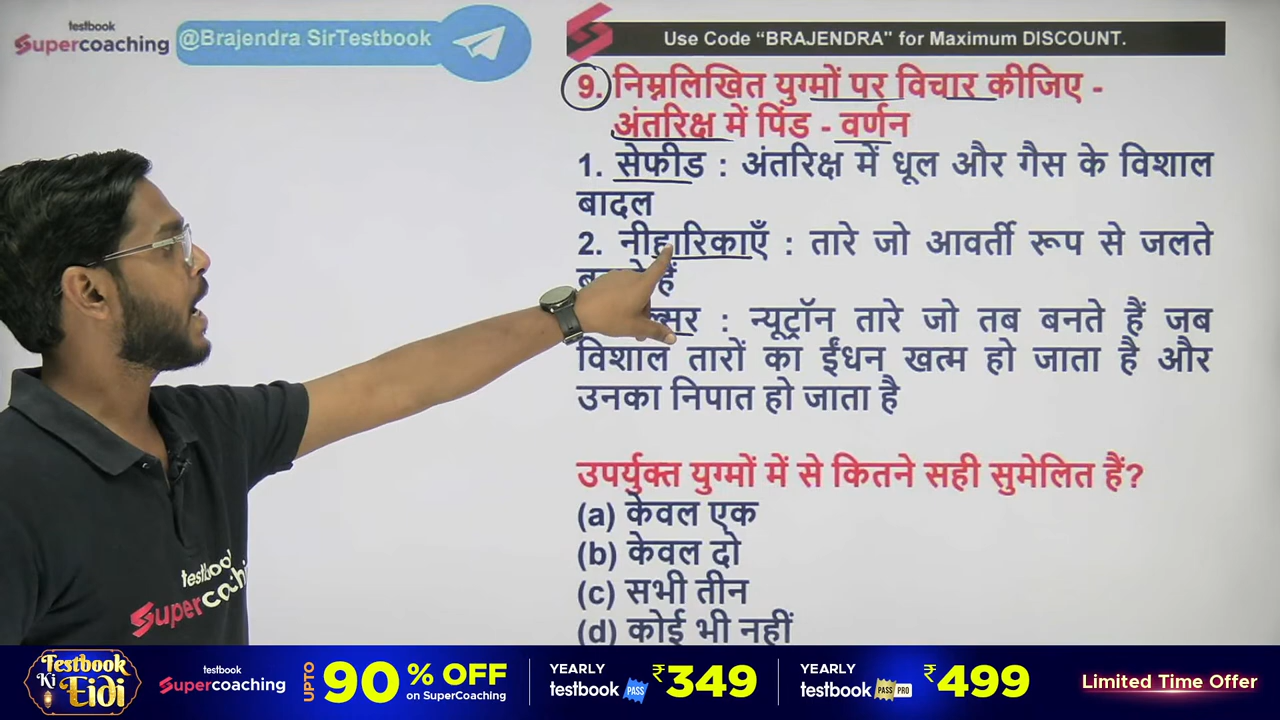 testbook
Supercoaching
@Brajendra SirTestbook
Use Code “BRAJENDRA" for Maximum DISCOUNT.
9. निम्नलिखित युग्मों पर विचार कीजिए -
अंतरिक्ष में पिंड - वर्णन
1. सेफीड : अंतरिक्ष में धूल और गैस के विशाल
बादल
2. नीहारिकाएँ : तारे जो आवर्ती रूप से जलते
हैं
: न्यूट्रॉन तारे जो तब बनते हैं जब
विशाल तारों का ईंधन खत्म हो जाता है और
उनका निपात हो जाता है
उपर्युक्त युग्मों में से कितने सही सुमेलित हैं?
(a) केवल एक
(b) केवल दो
(c) सभी तीन
(d) कोई भी नहीं
testbook
Supercoachi
Testbook
Ki
Eidi
testbook
Supercoaching
UPTO
90 % OFF
on SuperCoaching
YEARLY
testbook PASS
₹349
YEARLY
testbook PASS PRO
₹499
Limited Time Offer